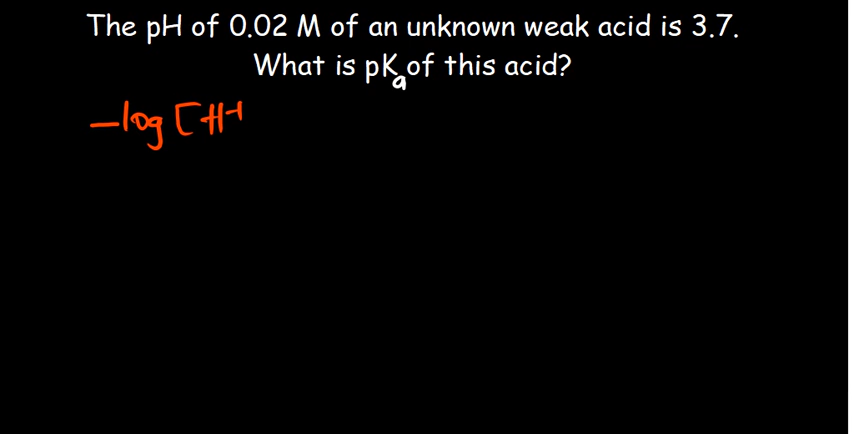 The pH of 0.02 M of an unknown weak acid is 3.7.
What is pKa of this acid?
-log [H+